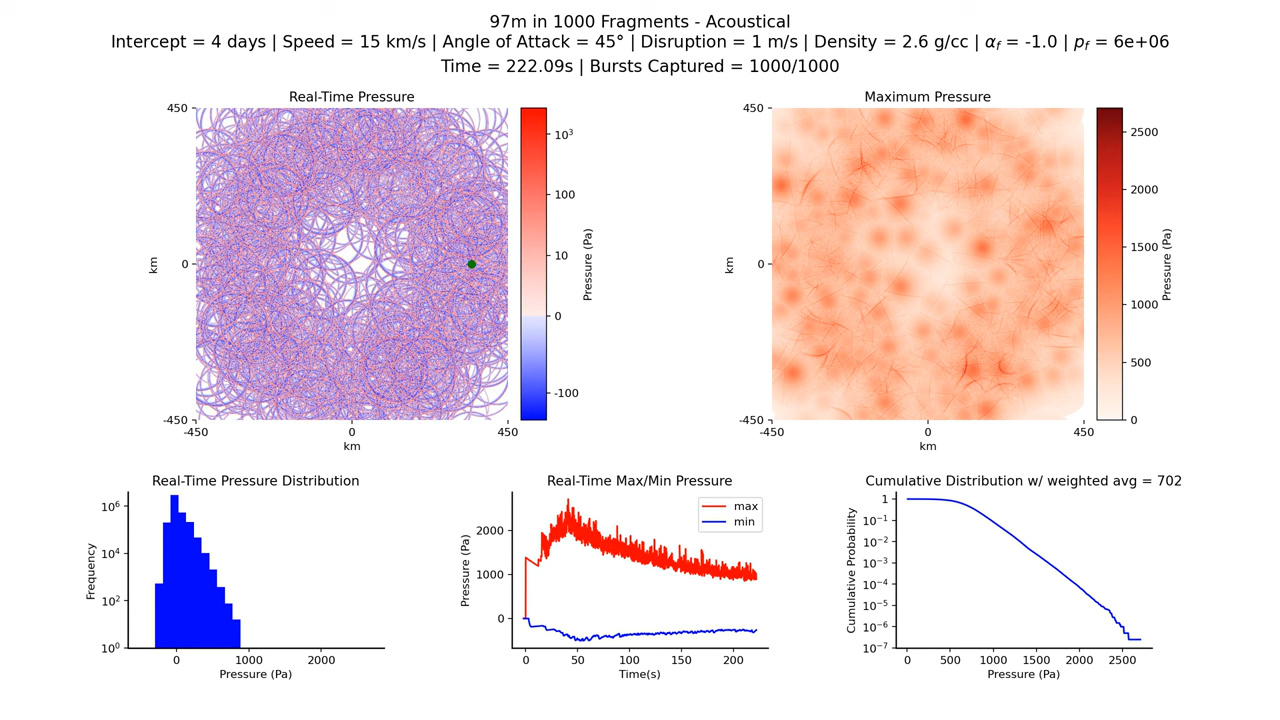 97m in 1000 Fragments - Acoustical
Intercept = 4 days | Speed = 15 km/s | Angle of Attack = 45° | Disruption = 1 m/s | Density = 2.6 g/cc | αf = -1.0 | pf = 6e+06
Time = 222.09s | Bursts Captured = 1000/1000
Real-Time Pressure
450
0
-450
km
-450
0
450
km
10³
100
10
0
-100
Pressure (Pa)
Maximum Pressure
450
0
-450
km
-450
0
450
km
2500
2000
1500
1000
500
0
Pressure (Pa)
Real-Time Pressure Distribution
10⁶
10⁴
10²
10⁰
Frequency
0
1000
2000
Pressure (Pa)
Real-Time Max/Min Pressure
max
min
2000
1000
0
Pressure (Pa)
0
50
100
150
200
Time(s)
Cumulative Distribution w/ weighted avg = 702
1
10⁻¹
10⁻²
10⁻³
10⁻⁴
10⁻⁵
10⁻⁶
10⁻⁷
Cumulative Probability
0
500
1000
1500
2000
2500
Pressure (Pa)